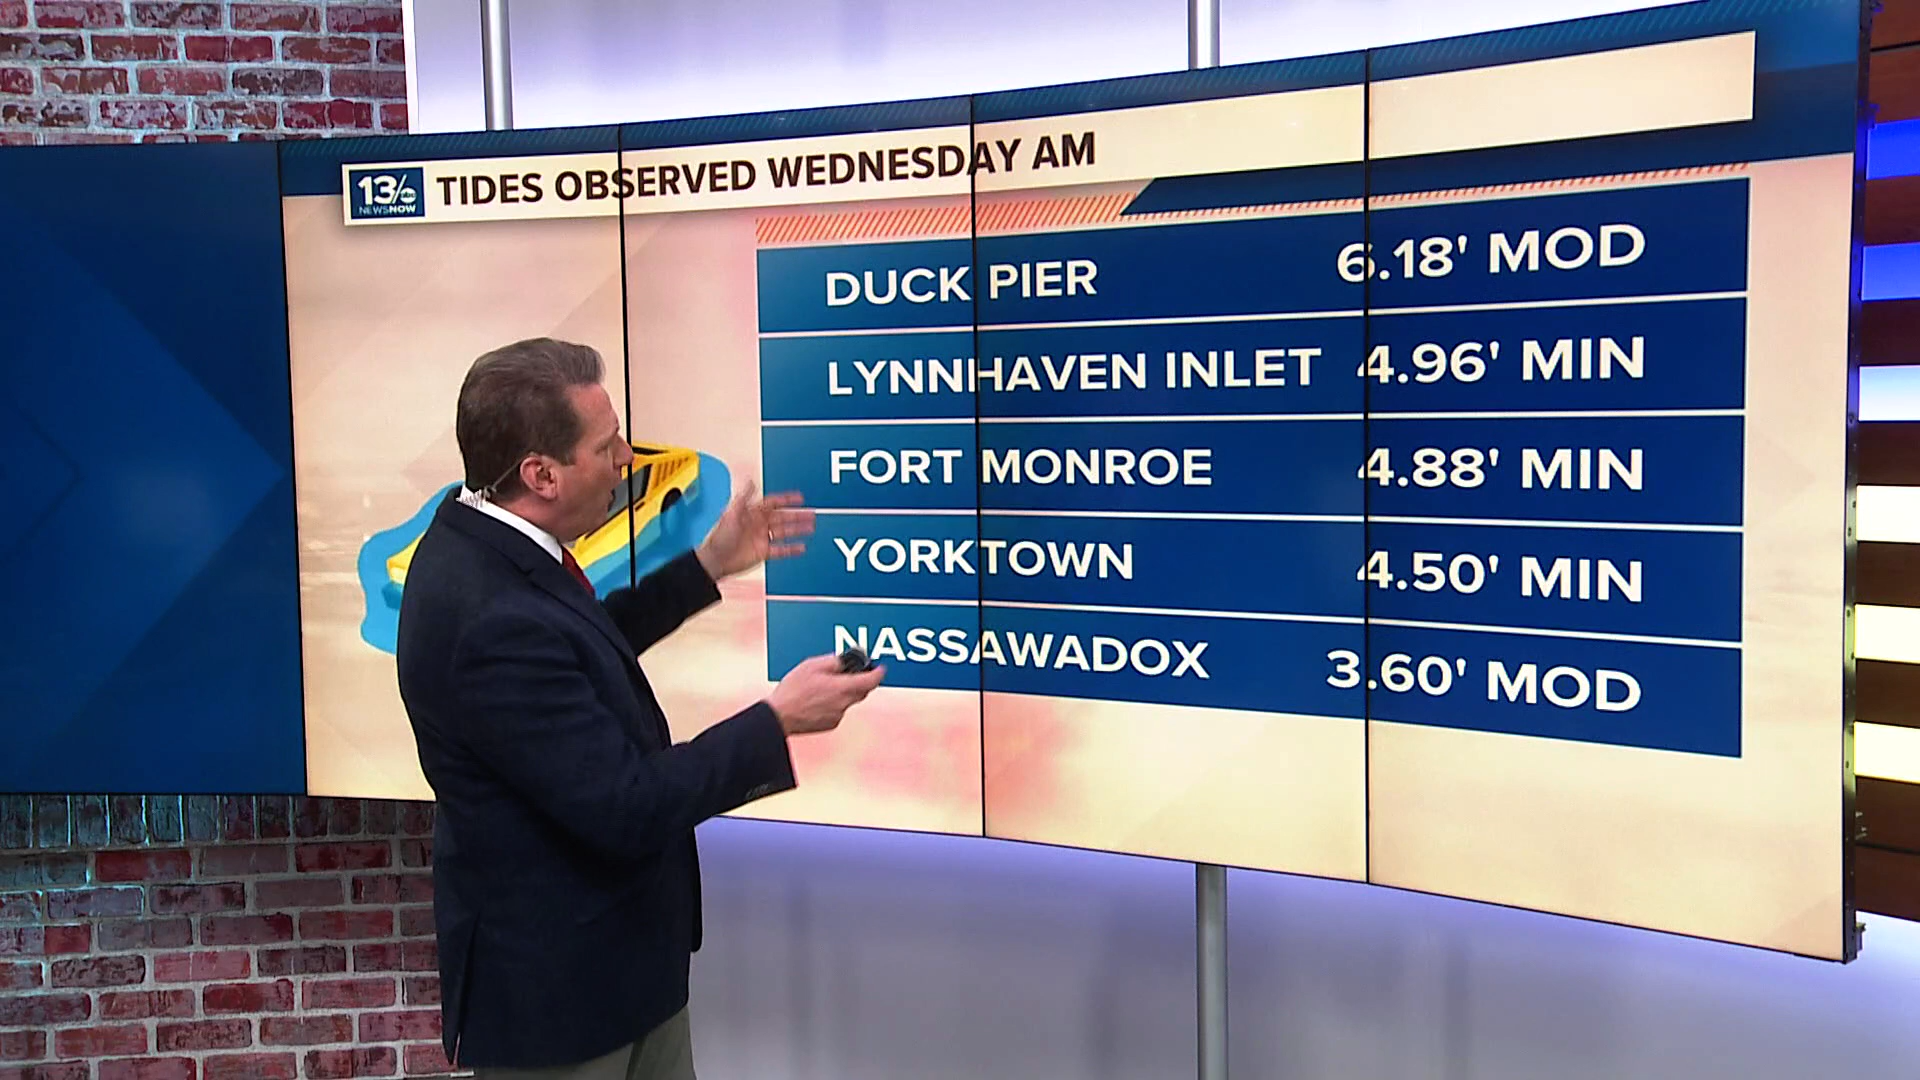 13/abc
NEWSNOW
TIDES OBSERVED WEDNESDAY AM
DUCK PIER 6.18' MOD
LYNNHAVEN INLET 4.96' MIN
FORT MONROE 4.88' MIN
YORKTOWN 4.50' MIN
NASSAWADOX 3.60' MOD